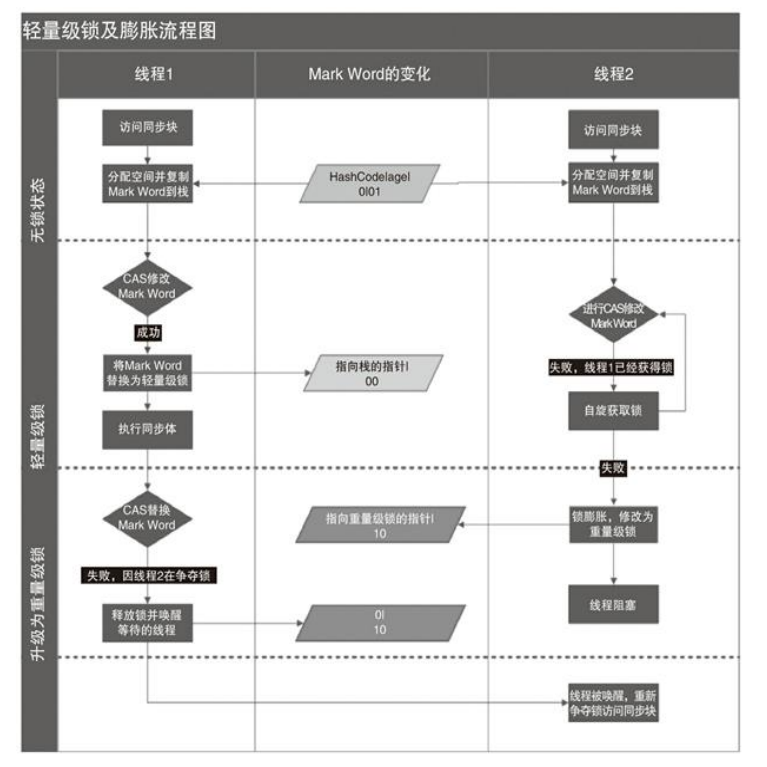 轻量级锁及膨胀流程图
线程1
Mark Word的变化
线程2
无锁状态
访问同步块
访问同步块
分配空间并复制
Mark Word到栈
HashCodelagel
0l01
分配空间并复制
Mark Word到栈
轻量级锁
CAS修改
Mark Word
进行CAS修改
Mark Word
成功
将Mark Word
替换为轻量级锁
指向栈的指针l
00
失败，线程1已经获得锁
自旋获取锁
执行同步体
失败
升级为重量级锁
CAS替换
Mark Word
指向重量级锁的指针l
10
锁膨胀，修改为
重量级锁
失败，因线程2在争夺锁
线程阻塞
释放锁并唤醒
等待的线程
0l
10
线程被唤醒，重新
争夺锁访问同步块